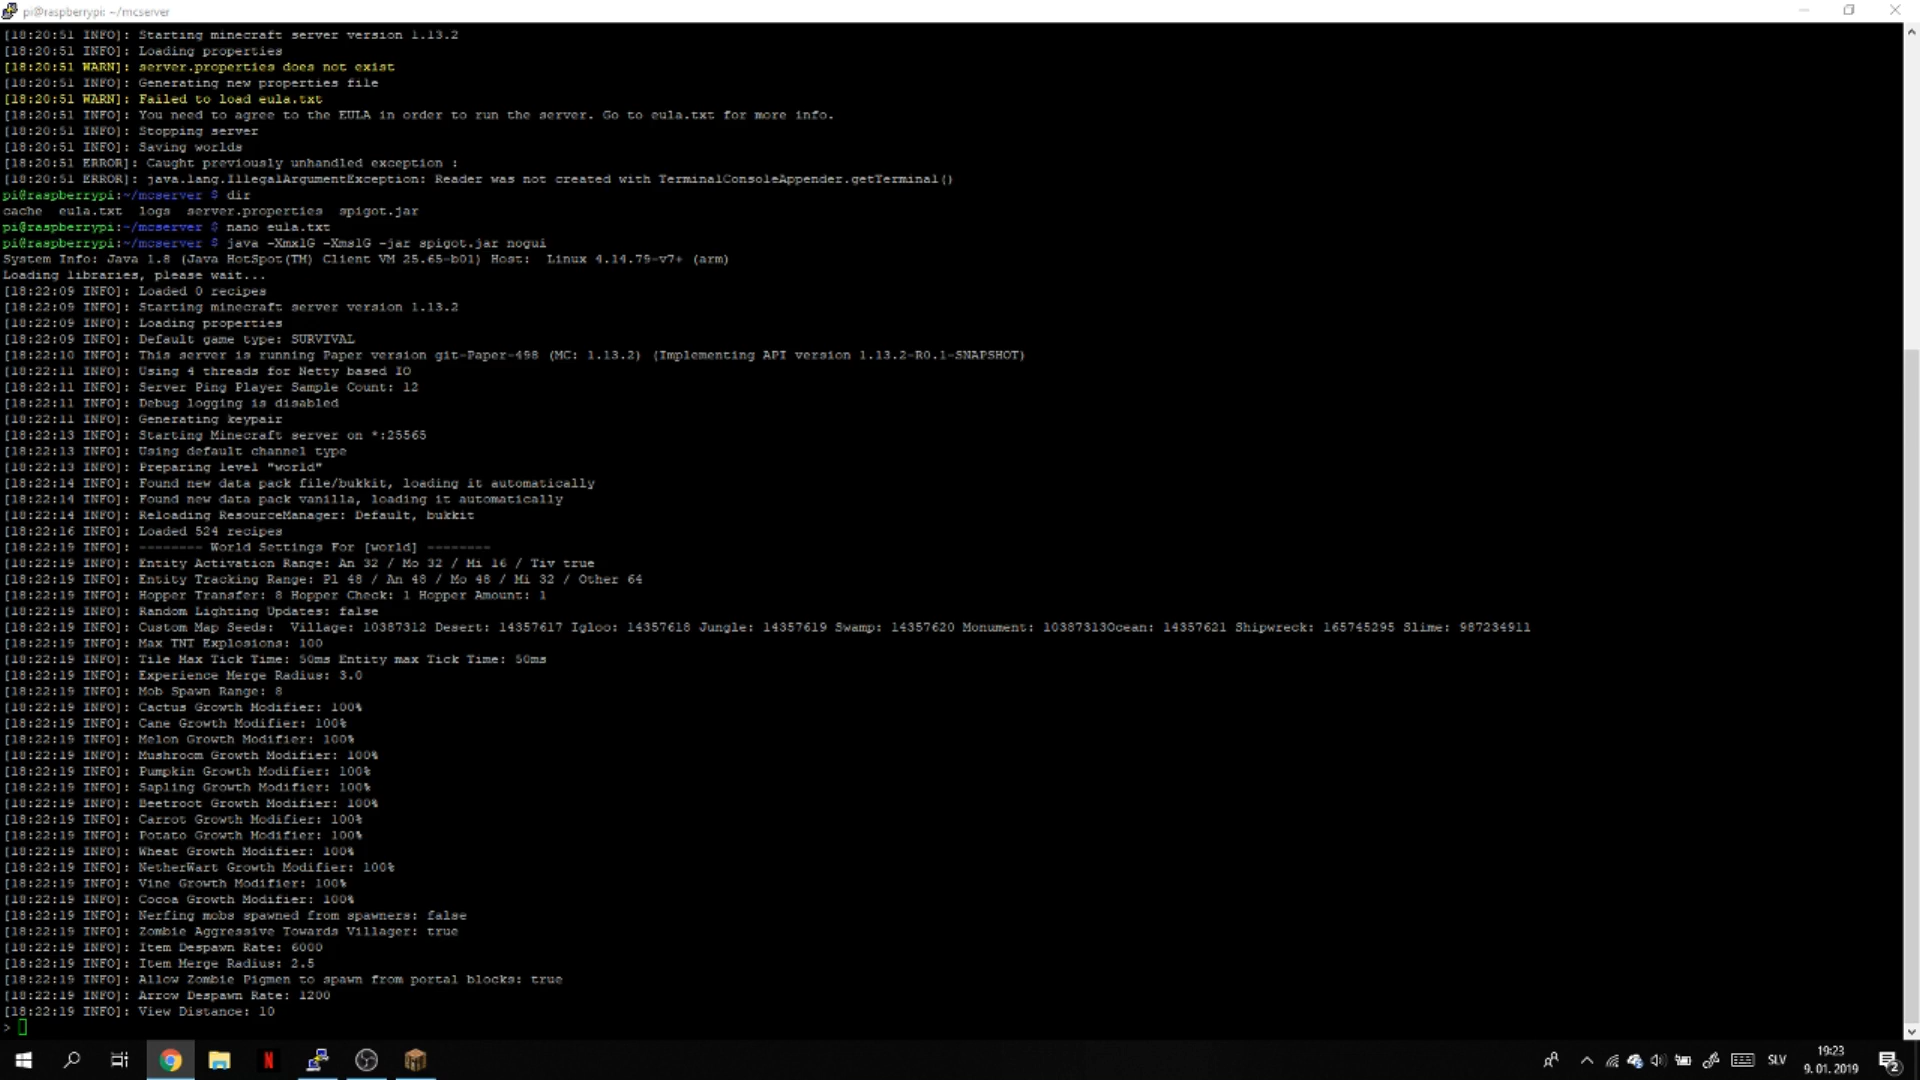 pi@raspberrypi: ~/mcserver
[18:20:51 INFO]: Starting minecraft server version 1.13.2
[18:20:51 INFO]: Loading properties
[18:20:51 WARN]: server.properties does not exist
[18:20:51 INFO]: Generating new properties file
[18:20:51 WARN]: Failed to load eula.txt
[18:20:51 INFO]: You need to agree to the EULA in order to run the server. Go to eula.txt for more info.
[18:20:51 INFO]: Stopping server
[18:20:51 INFO]: Saving worlds
[18:20:51 ERROR]: Caught previously unhandled exception :
[18:20:51 ERROR]: java.lang.IllegalArgumentException: Reader was not created with TerminalConsoleAppender.getTerminal()
pi@raspberrypi:~/mcserver $ dir
cache  eula.txt  logs  server.properties  spigot.jar
pi@raspberrypi:~/mcserver $ nano eula.txt
pi@raspberrypi:~/mcserver $ java -Xmx1G -Xms1G -jar spigot.jar nogui
System Info: Java 1.8 (Java HotSpot(TM) Client VM 25.65-b01) Host:  Linux 4.14.79-v7+ (arm)
Loading libraries, please wait...
[18:22:09 INFO]: Loaded 0 recipes
[18:22:09 INFO]: Starting minecraft server version 1.13.2
[18:22:09 INFO]: Loading properties
[18:22:09 INFO]: Default game type: SURVIVAL
[18:22:10 INFO]: This server is running Paper version git-Paper-498 (MC: 1.13.2) (Implementing API version 1.13.2-R0.1-SNAPSHOT)
[18:22:11 INFO]: Using 4 threads for Netty based IO
[18:22:11 INFO]: Server Ping Player Sample Count: 12
[18:22:11 INFO]: Debug logging is disabled
[18:22:11 INFO]: Generating keypair
[18:22:13 INFO]: Starting Minecraft server on *:25565
[18:22:13 INFO]: Using default channel type
[18:22:13 INFO]: Preparing level "world"
[18:22:14 INFO]: Found new data pack file/bukkit, loading it automatically
[18:22:14 INFO]: Found new data pack vanilla, loading it automatically
[18:22:14 INFO]: Reloading ResourceManager: Default, bukkit
[18:22:16 INFO]: Loaded 524 recipes
[18:22:19 INFO]: -------- World Settings For [world] --------
[18:22:19 INFO]: Entity Activation Range: An 32 / Mo 32 / Mi 16 / Tiv true
[18:22:19 INFO]: Entity Tracking Range: Pl 48 / An 48 / Mo 48 / Mi 32 / Other 64
[18:22:19 INFO]: Hopper Transfer: 8 Hopper Check: 1 Hopper Amount: 1
[18:22:19 INFO]: Random Lighting Updates: false
[18:22:19 INFO]: Custom Map Seeds:  Village: 10387312 Desert: 14357617 Igloo: 14357618 Jungle: 14357619 Swamp: 14357620 Monument: 10387313Ocean: 14357621 Shipwreck: 165745295 Slime: 987234911
[18:22:19 INFO]: Max TNT Explosions: 100
[18:22:19 INFO]: Tile Max Tick Time: 50ms Entity max Tick Time: 50ms
[18:22:19 INFO]: Experience Merge Radius: 3.0
[18:22:19 INFO]: Mob Spawn Range: 8
[18:22:19 INFO]: Cactus Growth Modifier: 100%
[18:22:19 INFO]: Cane Growth Modifier: 100%
[18:22:19 INFO]: Melon Growth Modifier: 100%
[18:22:19 INFO]: Mushroom Growth Modifier: 100%
[18:22:19 INFO]: Pumpkin Growth Modifier: 100%
[18:22:19 INFO]: Sapling Growth Modifier: 100%
[18:22:19 INFO]: Beetroot Growth Modifier: 100%
[18:22:19 INFO]: Carrot Growth Modifier: 100%
[18:22:19 INFO]: Potato Growth Modifier: 100%
[18:22:19 INFO]: Wheat Growth Modifier: 100%
[18:22:19 INFO]: NetherWart Growth Modifier: 100%
[18:22:19 INFO]: Vine Growth Modifier: 100%
[18:22:19 INFO]: Cocoa Growth Modifier: 100%
[18:22:19 INFO]: Nerfing mobs spawned from spawners: false
[18:22:19 INFO]: Zombie Aggressive Towards Villager: true
[18:22:19 INFO]: Item Despawn Rate: 6000
[18:22:19 INFO]: Item Merge Radius: 2.5
[18:22:19 INFO]: Allow Zombie Pigmen to spawn from portal blocks: true
[18:22:19 INFO]: Arrow Despawn Rate: 1200
[18:22:19 INFO]: View Distance: 10
>
N
SLV
19:23
9. 01. 2019
2